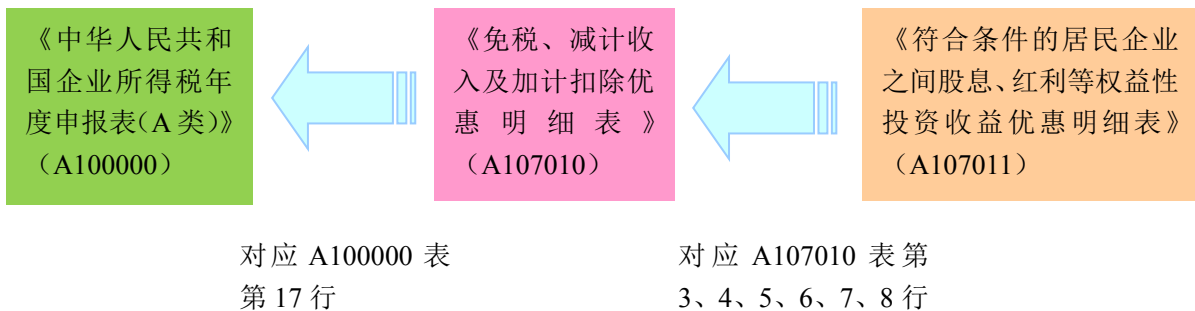 《中华人民共和
国企业所得税年
度申报表（A 类）》
（A100000）
《免税、减计收
入及加计扣除优
惠明细表》
（A107010）
《符合条件的居民企业
之间股息、红利等权益性
投资收益优惠明细表》
（A107011）
对应 A100000 表
第 17 行
对应 A107010 表第
3、4、5、6、7、8 行